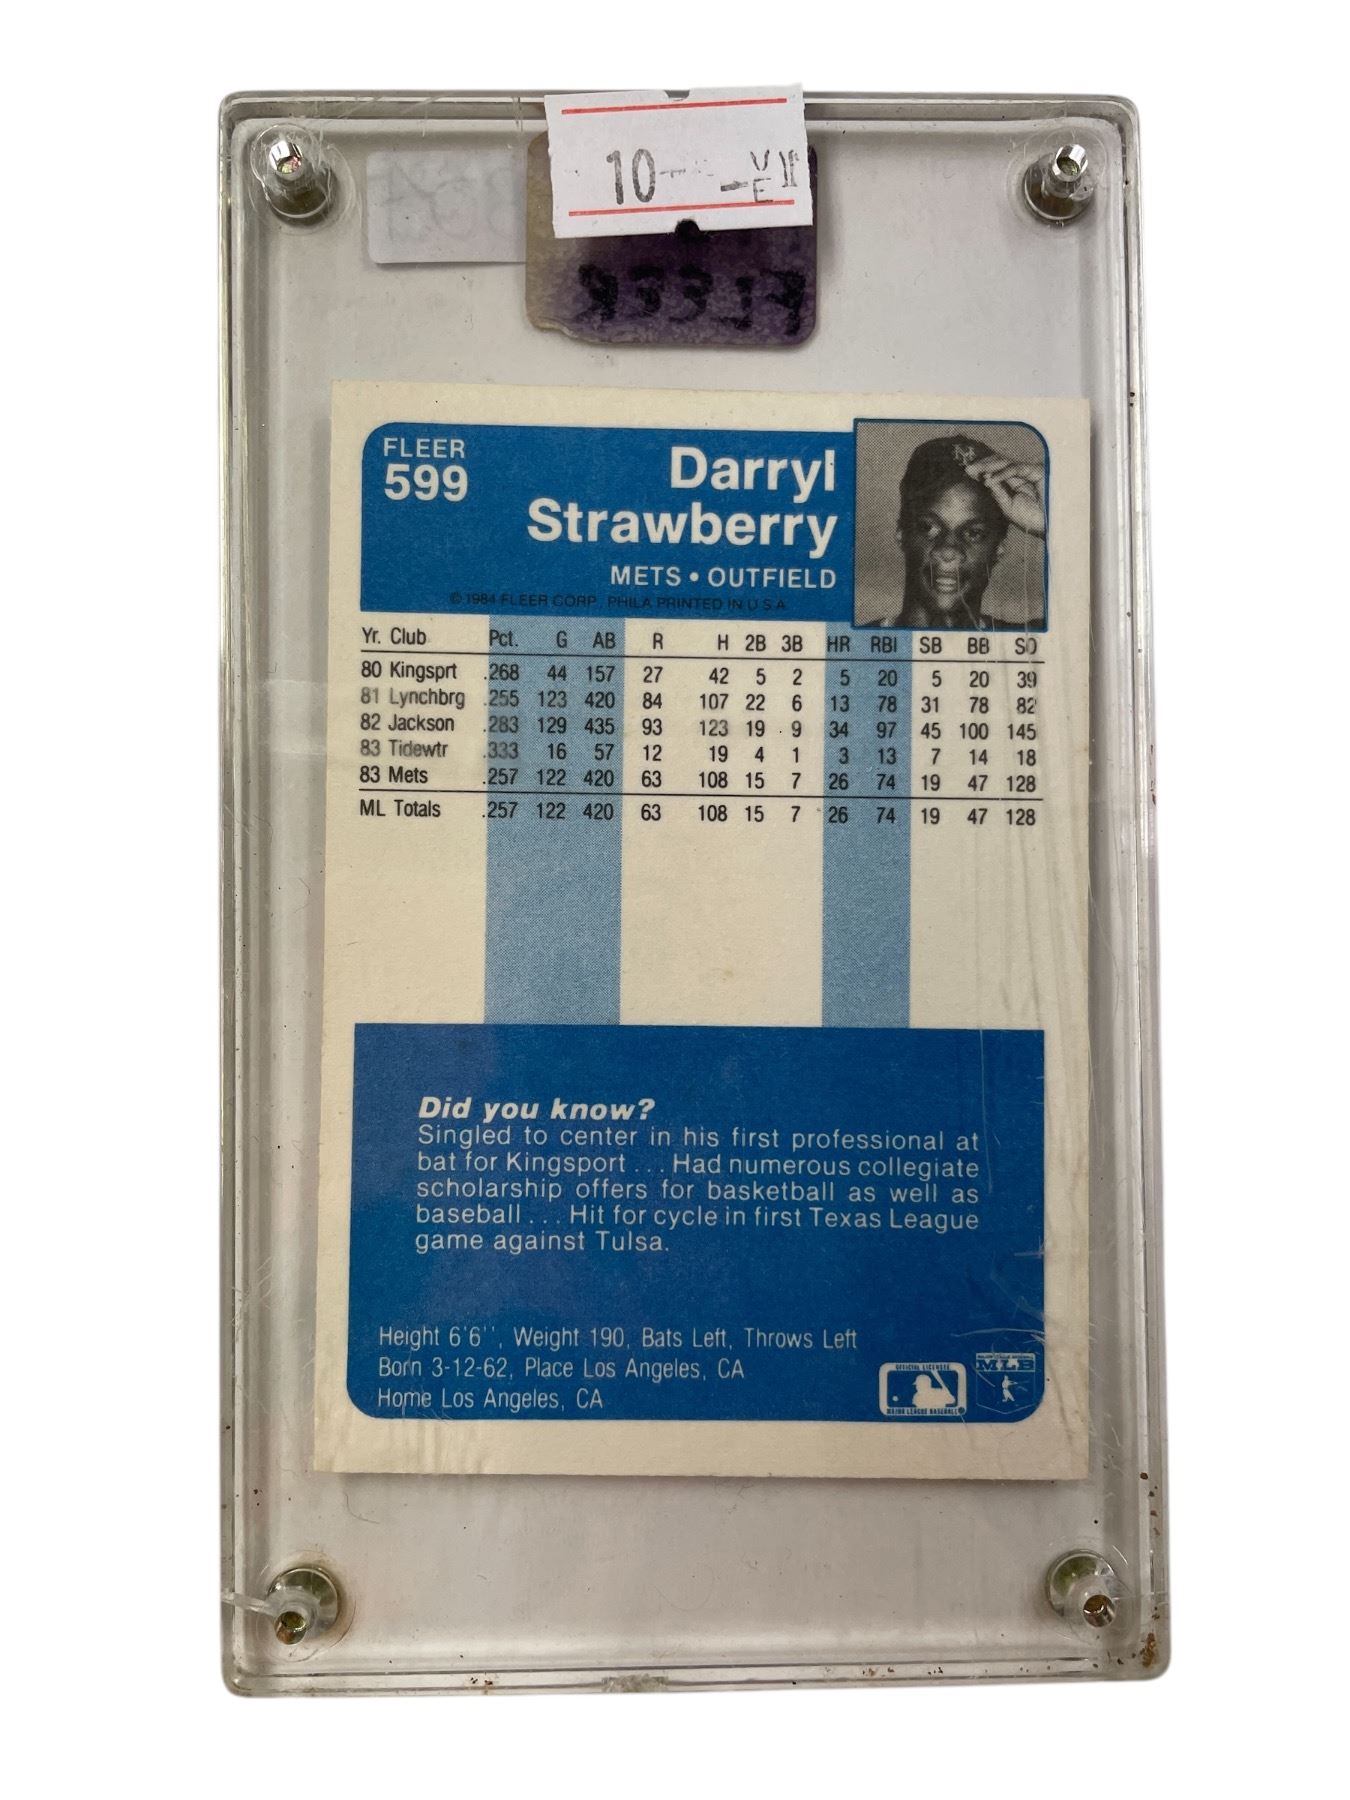 10 - - VE
FLEER
FLEER
599
Darryl
Strawberry
METS • OUTFIELD
© 1984 FLEER CORP., PHILA PRINTED IN U.S.A.
Yr. Club Pct. G AB R H 2B 3B HR RBI SB BB SO
80 Kingsprt .268 44 157 27 42 5 2 5 20 5 20 39
81 Lynchbrg .255 123 420 84 107 22 6 13 78 31 78 82
82 Jackson .283 129 435 93 123 19 9 34 97 45 100 145
83 Tidewtr .333 16 57 12 19 4 1 3 13 7 14 18
83 Mets .257 122 420 63 108 15 7 26 74 19 47 128
ML Totals .257 122 420 63 108 15 7 26 74 19 47 128
Did you know?
Singled to center in his first professional at
bat for Kingsport . . . Had numerous collegiate
scholarship offers for basketball as well as
baseball . . . Hit for cycle in first Texas League
game against Tulsa.
Height 6'6'', Weight 190, Bats Left, Throws Left
Born 3-12-62, Place Los Angeles, CA
Home Los Angeles, CA
OFFICIAL LICENSEE
MAJOR LEAGUE BASEBALL
MLB